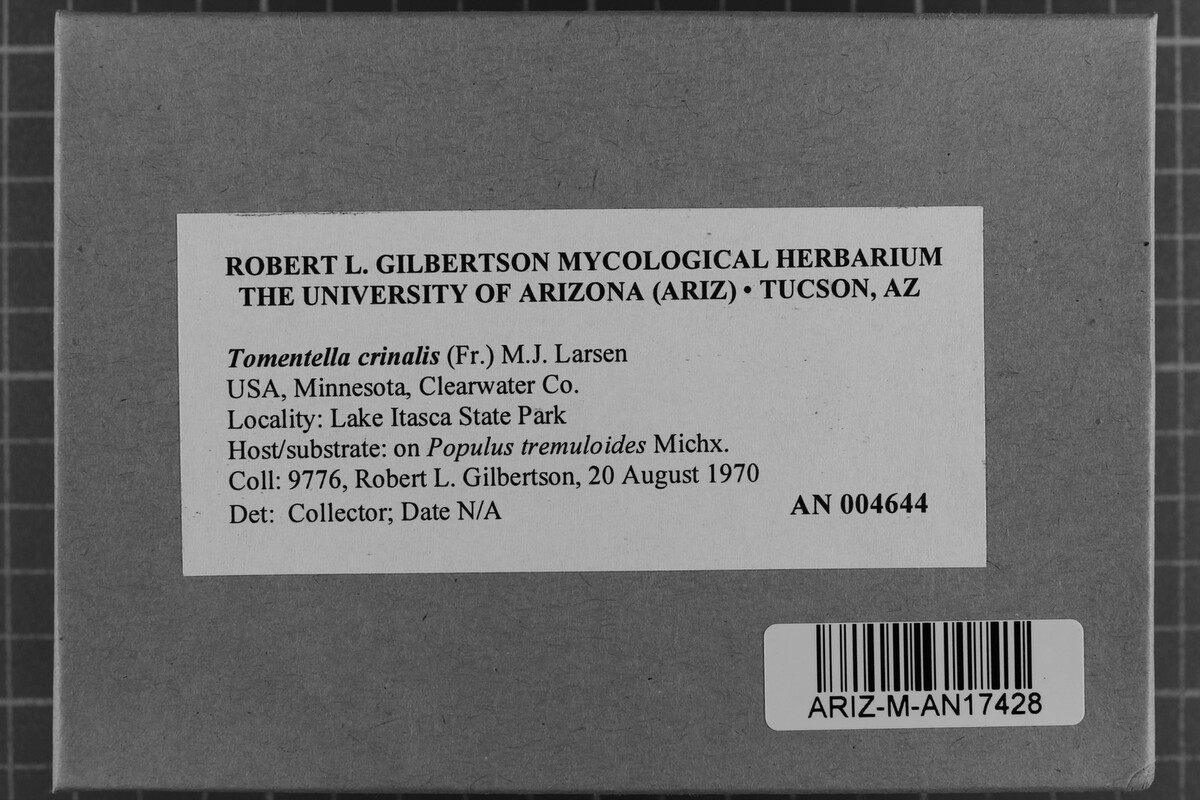 ROBERT L. GILBERTSON MYCOLOGICAL HERBARIUM
THE UNIVERSITY OF ARIZONA (ARIZ) • TUCSON, AZ
Tomentella crinalis (Fr.) M.J. Larsen
USA, Minnesota, Clearwater Co.
Locality: Lake Itasca State Park
Host/substrate: on Populus tremuloides Michx.
Coll: 9776, Robert L. Gilbertson, 20 August 1970
Det: Collector; Date N/A
AN 004644
ARIZ-M-AN17428